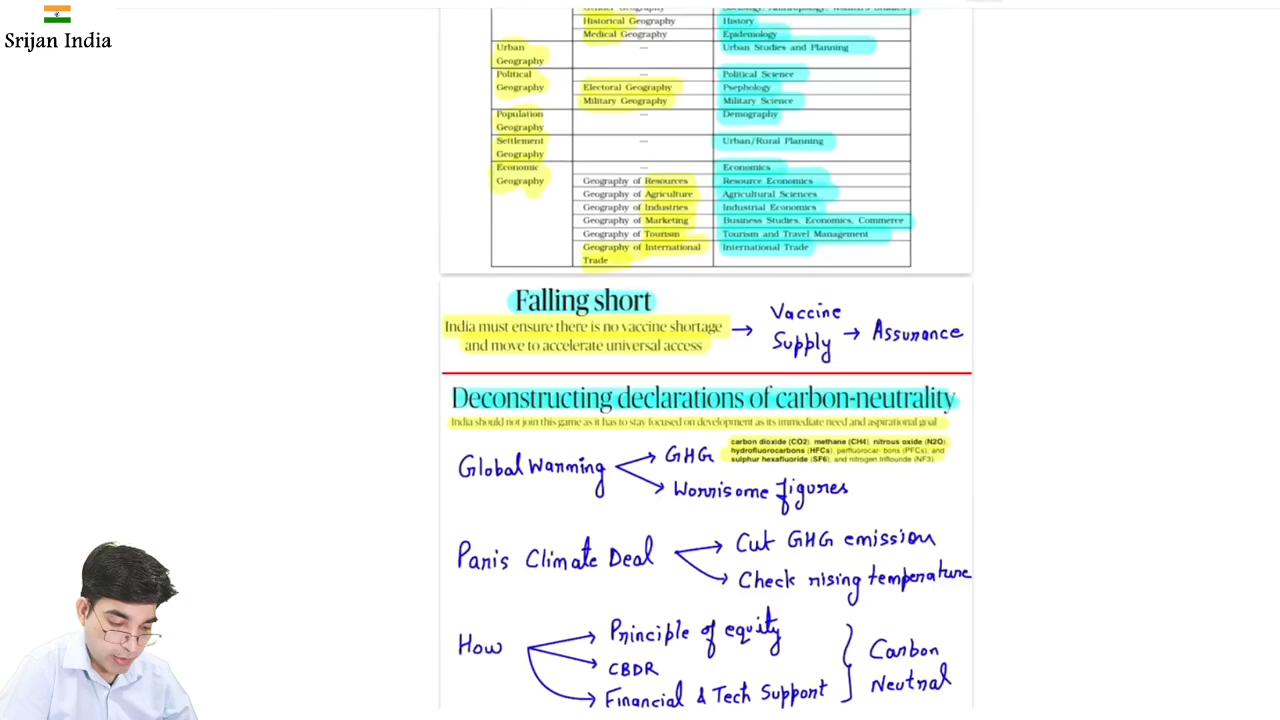 Srijan India
Historical Geography History
Medical Geography Epidemology
Urban Geography — Urban Studies and Planning
Political Geography — Political Science
Electoral Geography Psephology
Military Geography Military Science
Population Geography — Demography
Settlement Geography — Urban/Rural Planning
Economic Geography — Economics
Geography of Resources Resource Economics
Geography of Agriculture Agricultural Sciences
Geography of Industries Industrial Economics
Geography of Marketing Business Studies, Economics, Commerce
Geography of Tourism Tourism and Travel Management
Geography of International Trade International Trade
Falling short
India must ensure there is no vaccine shortage
and move to accelerate universal access
→ Vaccine Supply → Assurance
Deconstructing declarations of carbon-neutrality
India should not join this game as it has to stay focused on development as its immediate need and aspirational goal
Global Warming
GHG
carbon dioxide (CO2), methane (CH4), nitrous oxide (N2O),
hydrofluorocarbons (HFCs), perfluorocar- bons (PFCs), and
sulphur hexafluoride (SF6), and nitrogen trifluoride (NF3)
Worrisome figures
Paris Climate Deal
Cut GHG emission
Check rising temperature
How
Principle of equity
CBDR
Financial & Tech Support
Carbon
Neutral